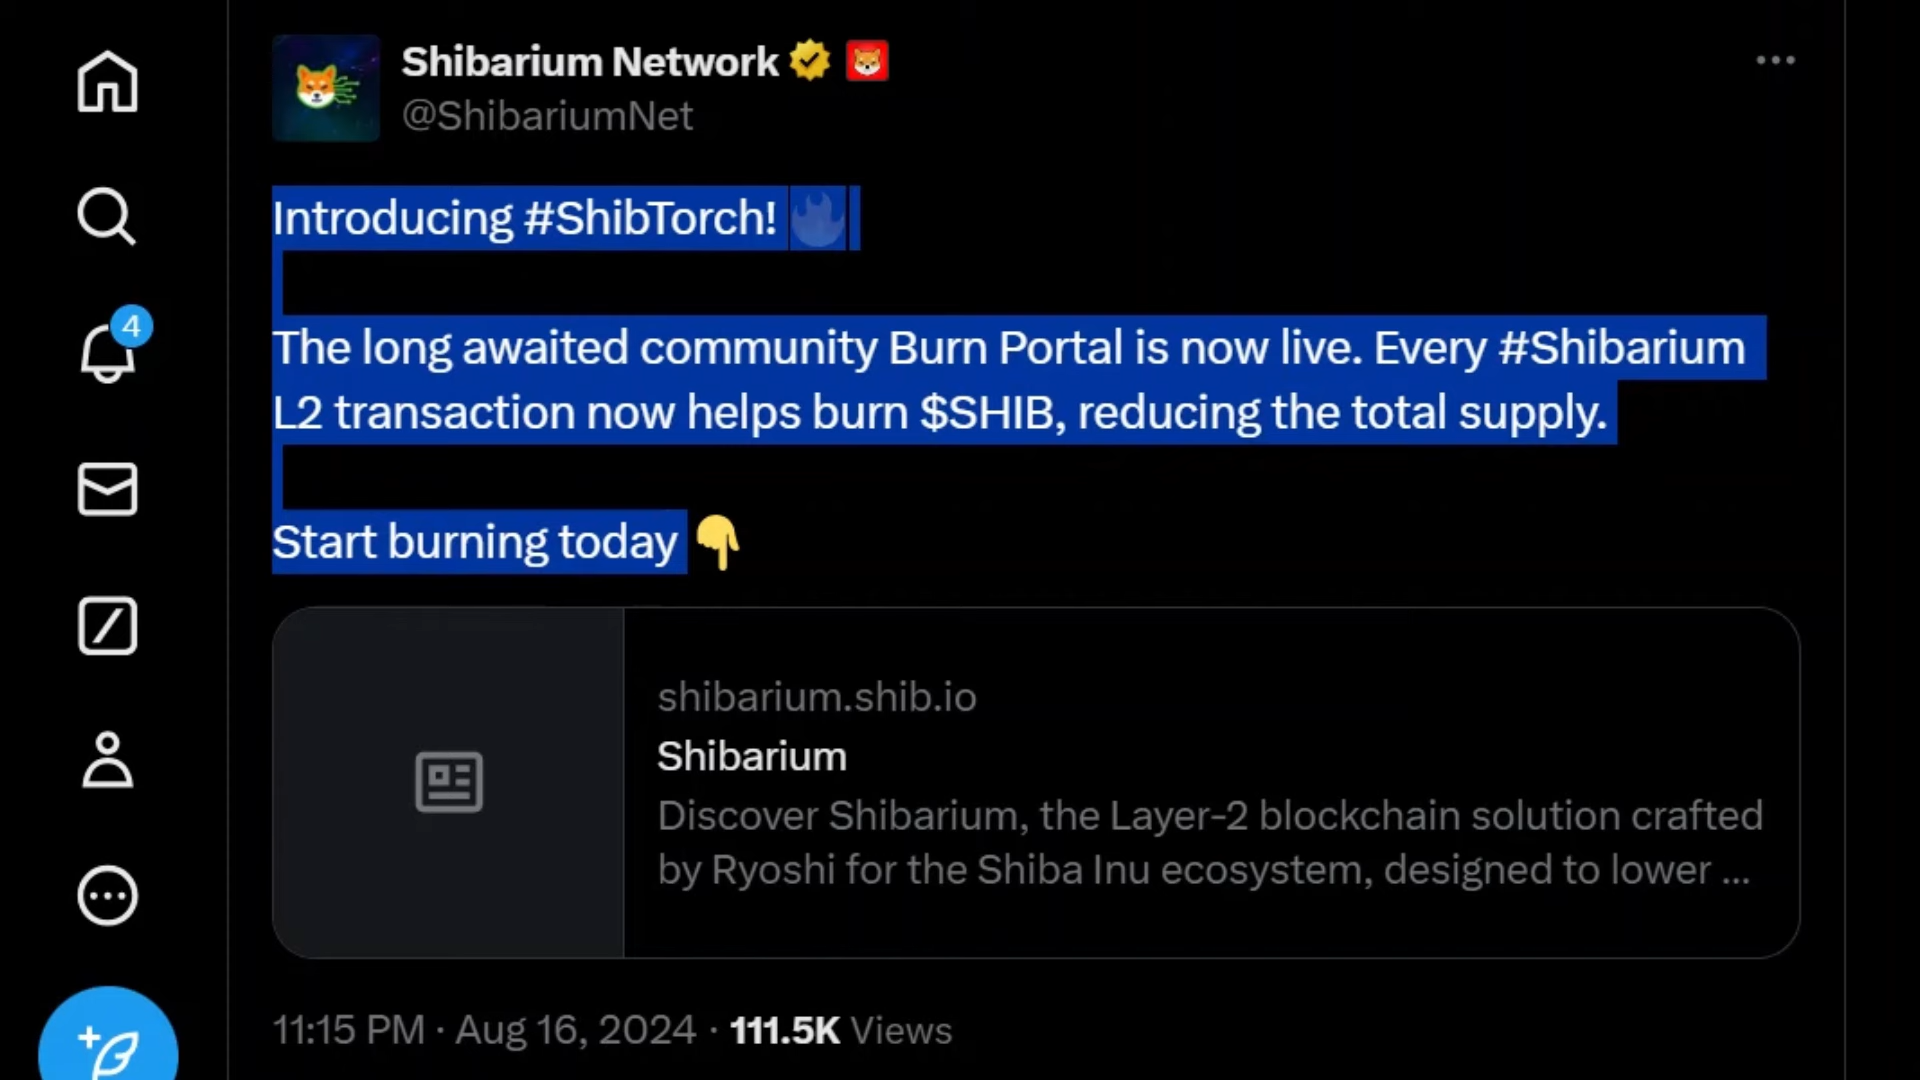 Shibarium Network
@ShibariumNet
Introducing #ShibTorch! 🔥
4
The long awaited community Burn Portal is now live. Every #Shibarium
L2 transaction now helps burn $SHIB, reducing the total supply.
Start burning today 👇
shibarium.shib.io
Shibarium
Discover Shibarium, the Layer-2 blockchain solution crafted
by Ryoshi for the Shiba Inu ecosystem, designed to lower ...
11:15 PM · Aug 16, 2024 · 111.5K Views